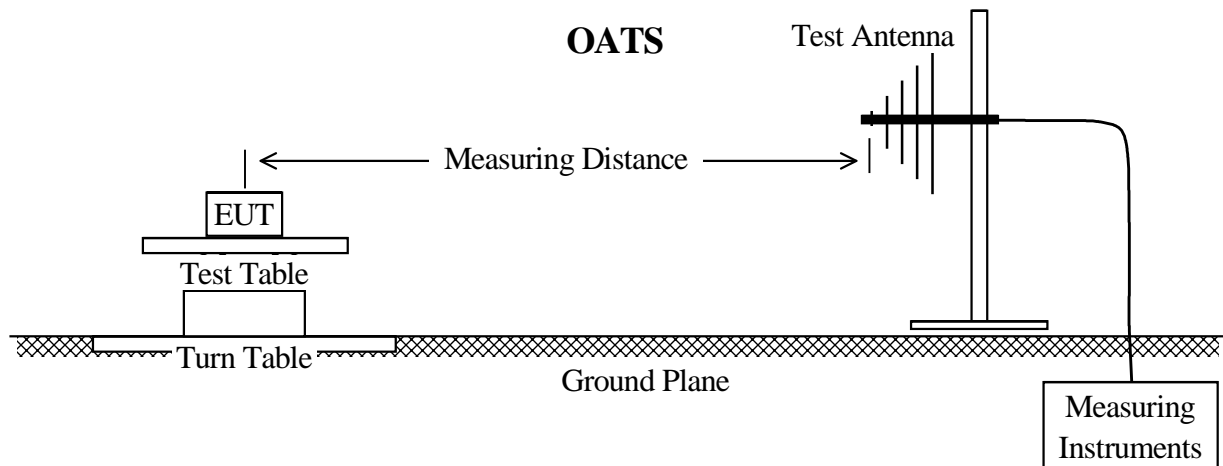 OATS
Test Antenna
Measuring Distance
EUT
Test Table
Turn Table
Ground Plane
Measuring
Instruments